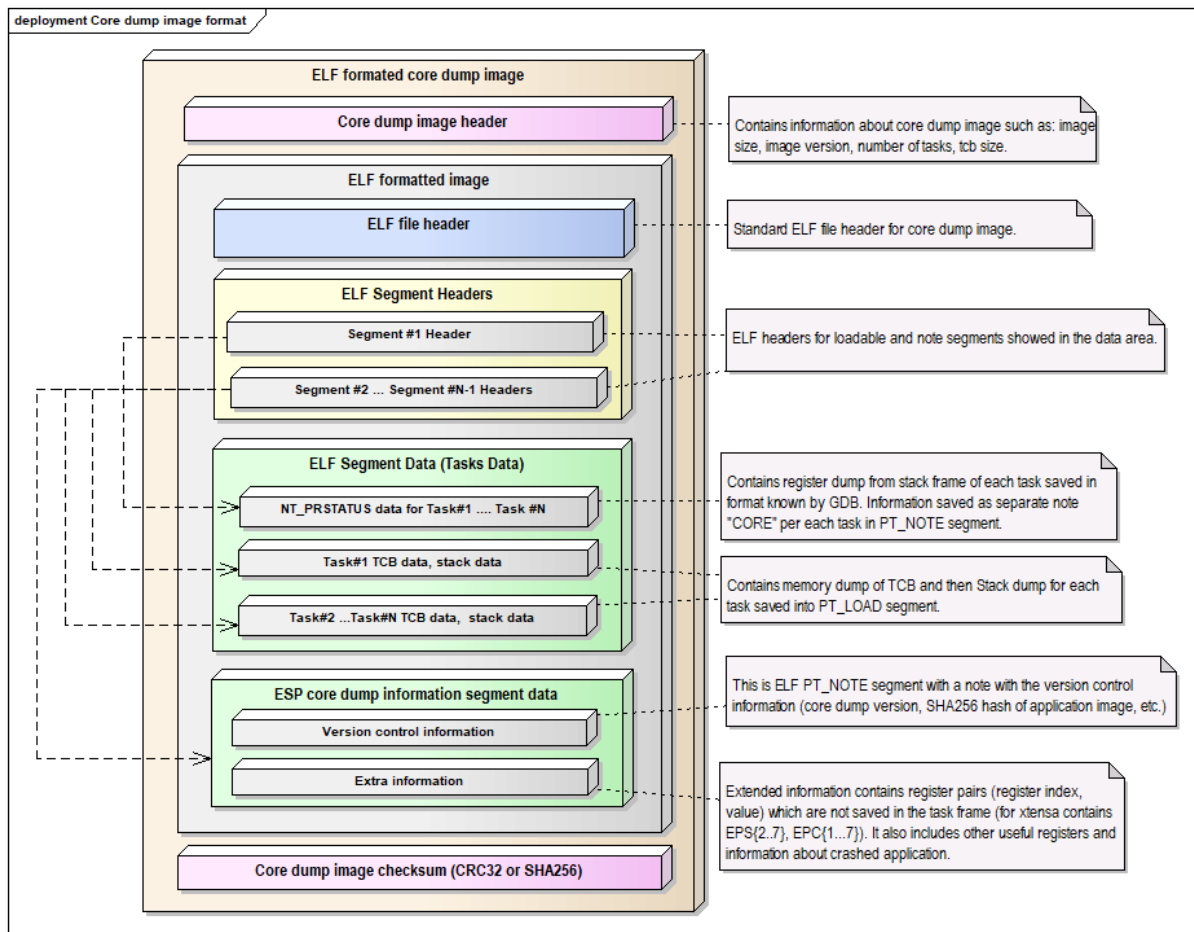 deployment Core dump image format
ELF formated core dump image
Core dump image header
Contains information about core dump image such as: image
size, image version, number of tasks, tcb size.
ELF formatted image
ELF file header
Standard ELF file header for core dump image.
ELF Segment Headers
Segment #1 Header
ELF headers for loadable and note segments showed in the data area.
Segment #2 ... Segment #N-1 Headers
ELF Segment Data (Tasks Data)
NT_PRSTATUS data for Task#1 .... Task #N
Contains register dump from stack frame of each task saved in
format known by GDB. Information saved as separate note
"CORE" per each task in PT_NOTE segment.
Task#1 TCB data, stack data
Task#2 ...Task#N TCB data,  stack data
Contains memory dump of TCB and then Stack dump for each
task saved into PT_LOAD segment.
ESP core dump information segment data
Version control information
This is ELF PT_NOTE segment with a note with the version control
information (core dump version, SHA256 hash of application image, etc.)
Extra information
Extended information contains register pairs (register index,
value) which are not saved in the task frame (for xtensa contains
EPS{2..7}, EPC{1...7}). It also includes other useful registers and
information about crashed application.
Core dump image checksum (CRC32 or SHA256)